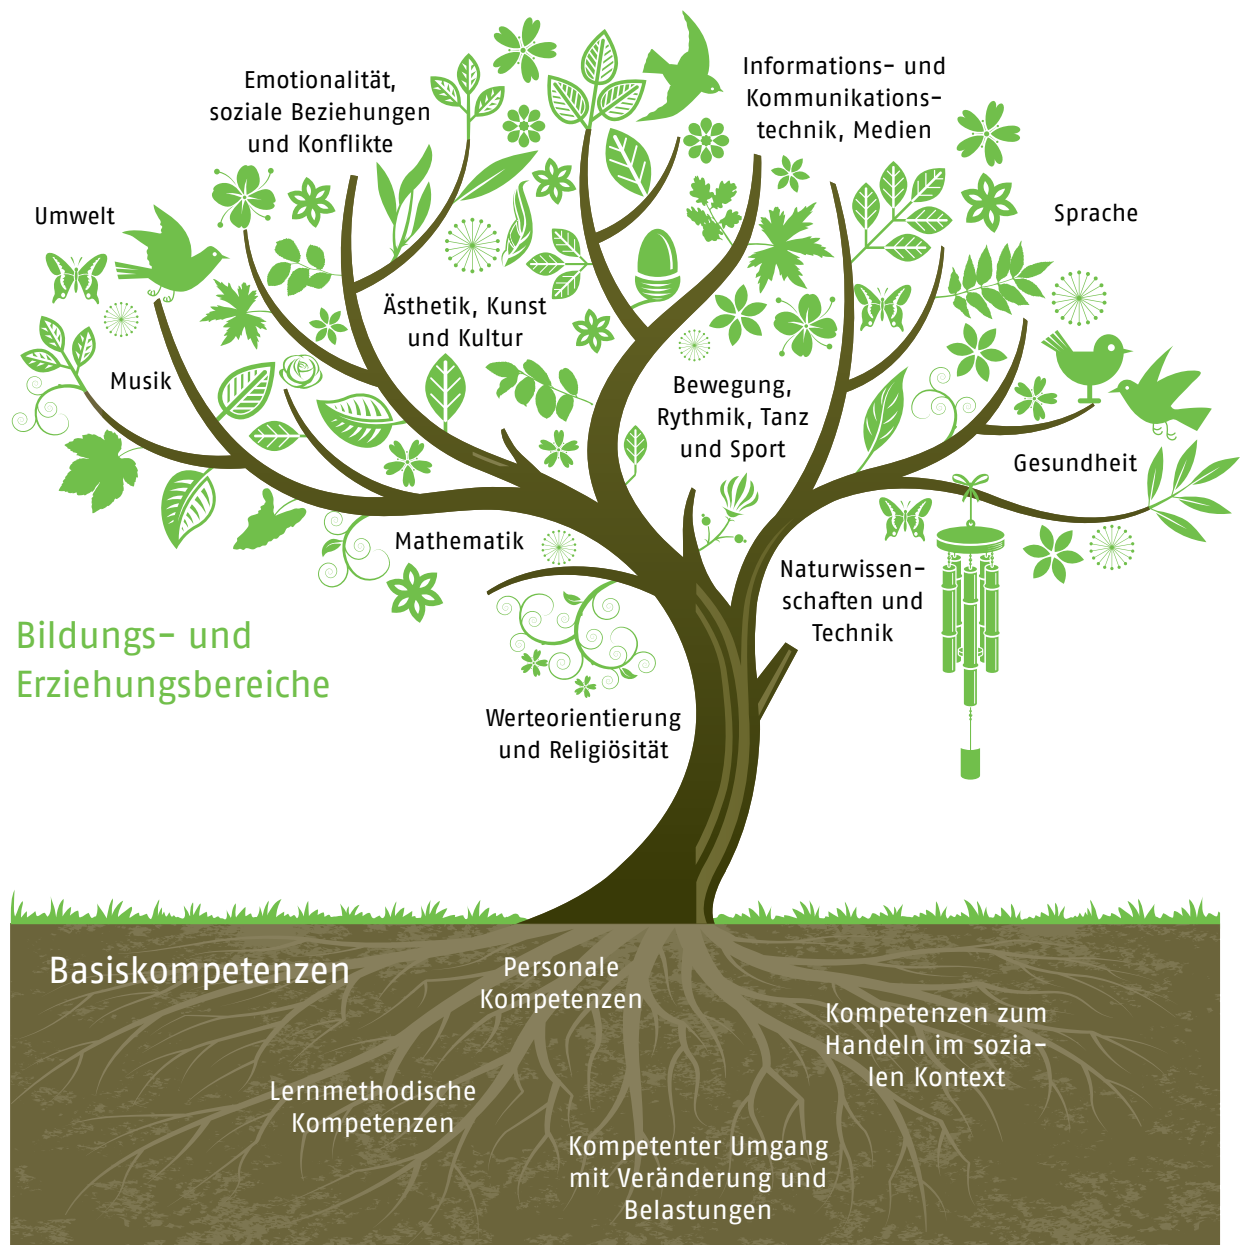 Emotionalität,
soziale Beziehungen
und Konflikte
Informations- und
Kommunikations-
technik, Medien
Umwelt
Sprache
Ästhetik, Kunst
und Kultur
Musik
Bewegung,
Rythmik, Tanz
und Sport
Gesundheit
Mathematik
Naturwissen-
schaften und
Technik
Bildungs- und
Erziehungsbereiche
Werteorientierung
und Religiösität
Basiskompetenzen
Personale
Kompetenzen
Kompetenzen zum
Handeln im sozia-
len Kontext
Lernmethodische
Kompetenzen
Kompetenter Umgang
mit Veränderung und
Belastungen